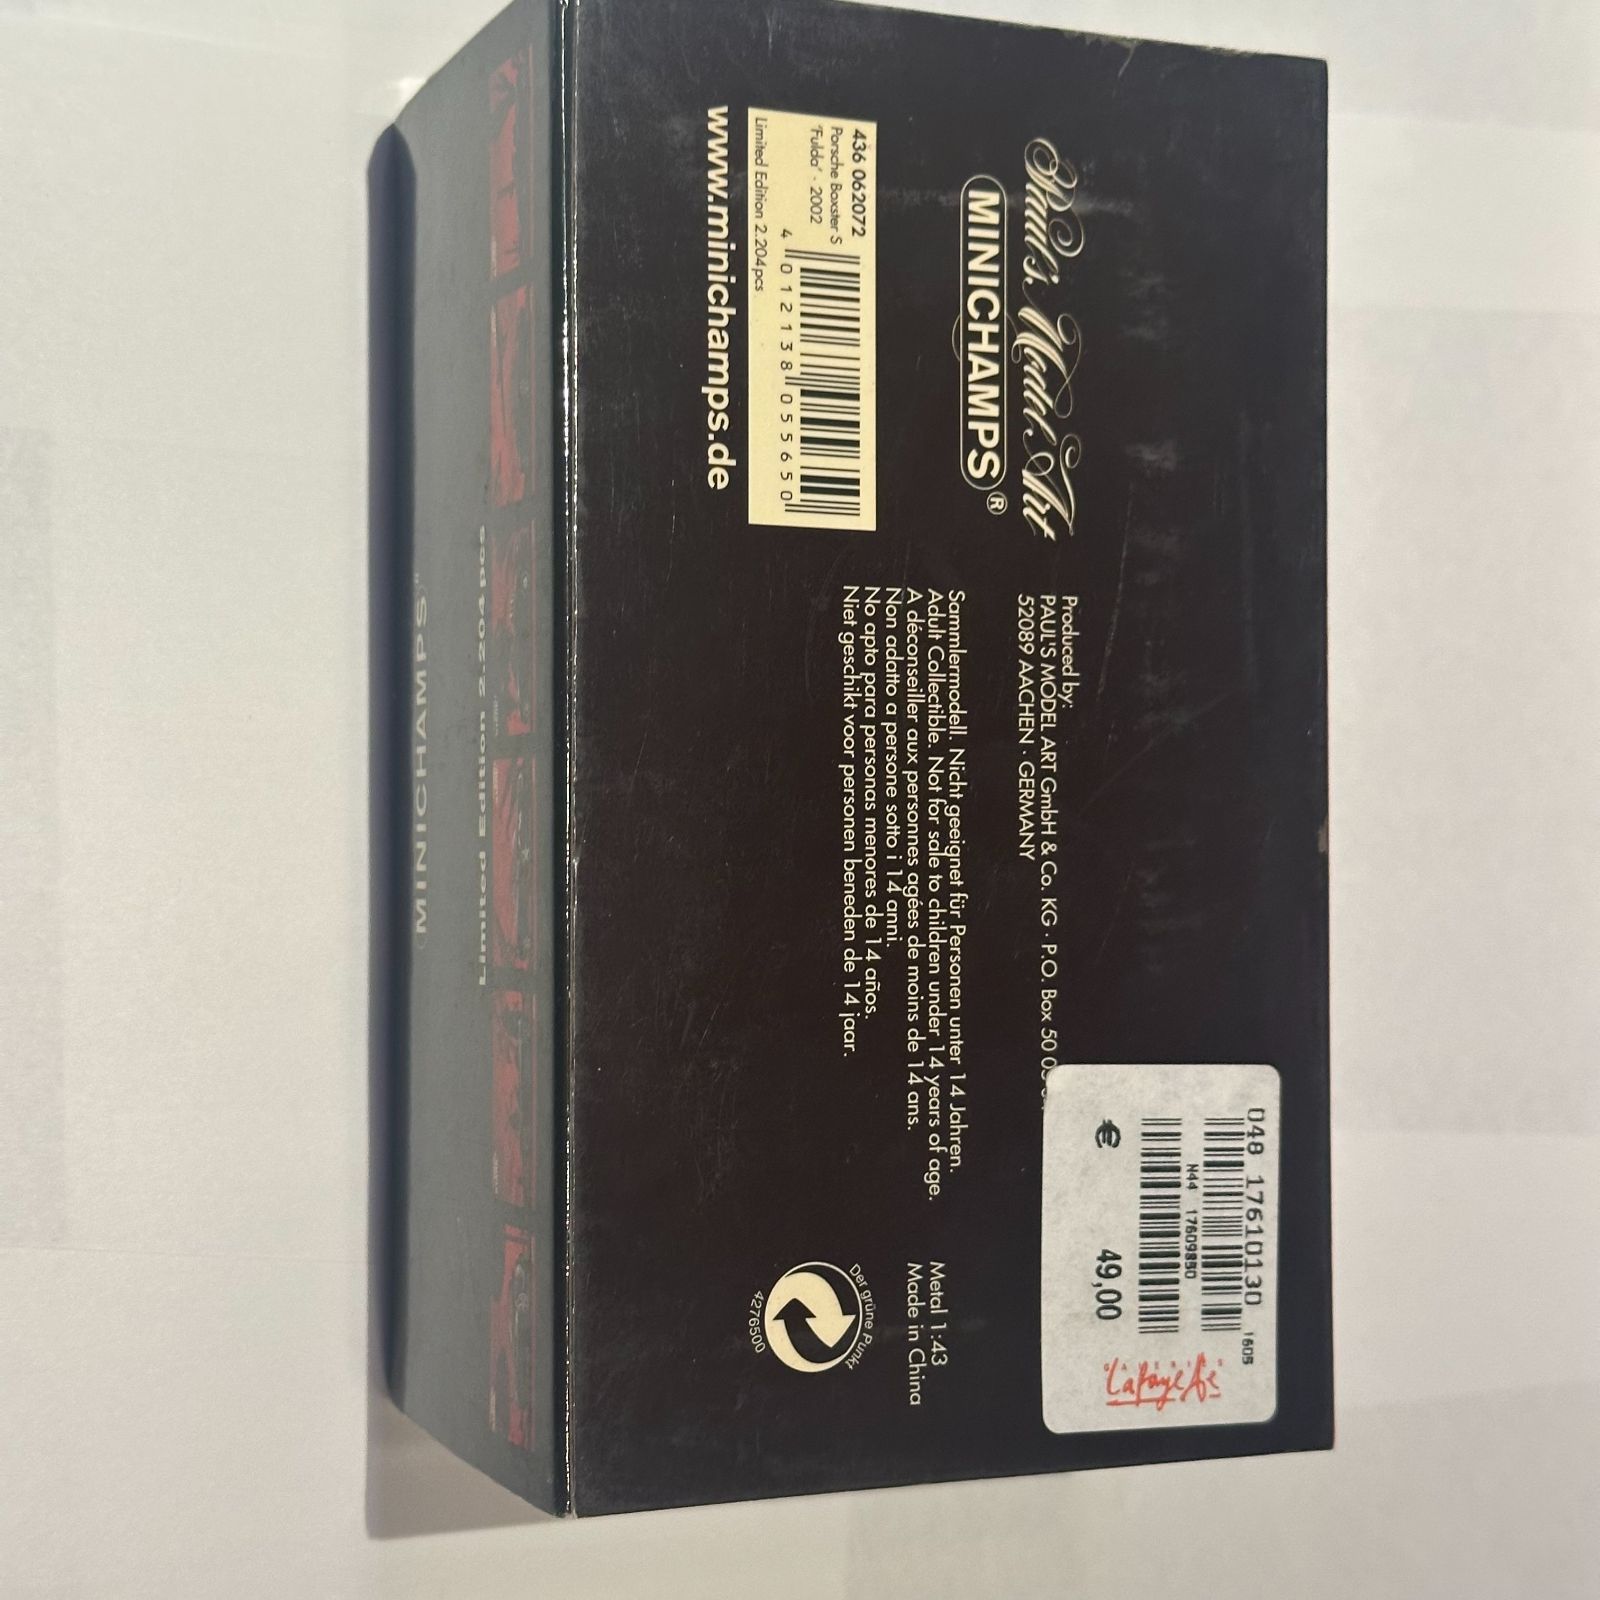 Paul's Model Art
MINICHAMPS®
436 062072
Porsche Boxster S
'Fulda' - 2002
4 012138 055650
Limited Edition 2.204pcs
www.minichamps.de
Produced by:
PAUL'S MODEL ART GmbH & Co. KG · P.O. Box 50 0
52089 AACHEN · GERMANY
Sammlermodell. Nicht geeignet für Personen unter 14 Jahren.
Adult Collectible. Not for sale to children under 14 years of age.
A déconseiller aux personnes agées de moins de 14 ans.
Non adatto a persone sotto i 14 anni.
No apto para personas menores de 14 años.
Niet geschikt voor personen beneden de 14 jaar.
Metal 1:43
Made in China
Der grüne Punkt
4276500
048 17610130
1605
N44 17609850
€ 49,00
GALERIES
Lafayette
Limited Edition 2.204 pcs
MINICHAMPS®